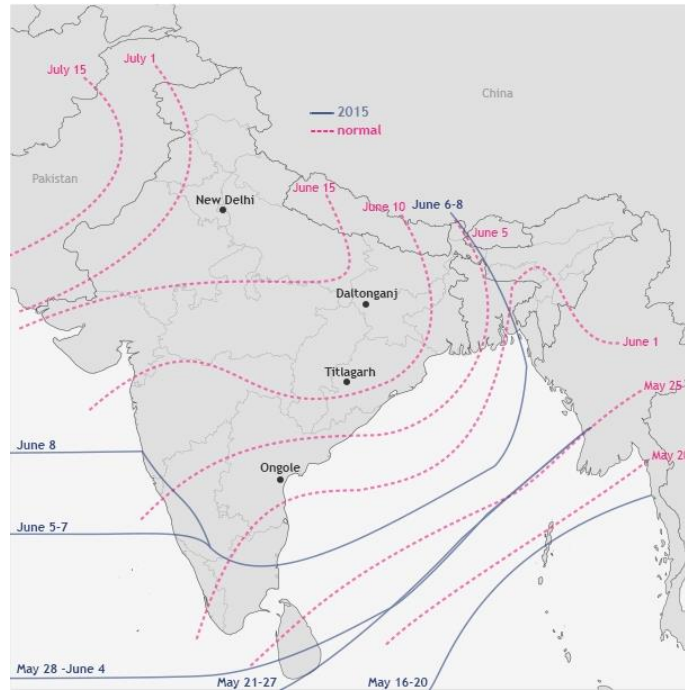 July 15
July 1
China
2015
normal
Pakistan
New Delhi
June 15
June 10
June 6-8
June 5
Daltonganj
June 1
Titlagarh
May 25-
June 8
Ongole
May 20
June 5-7
May 28 -June 4
May 21-27
May 16-20